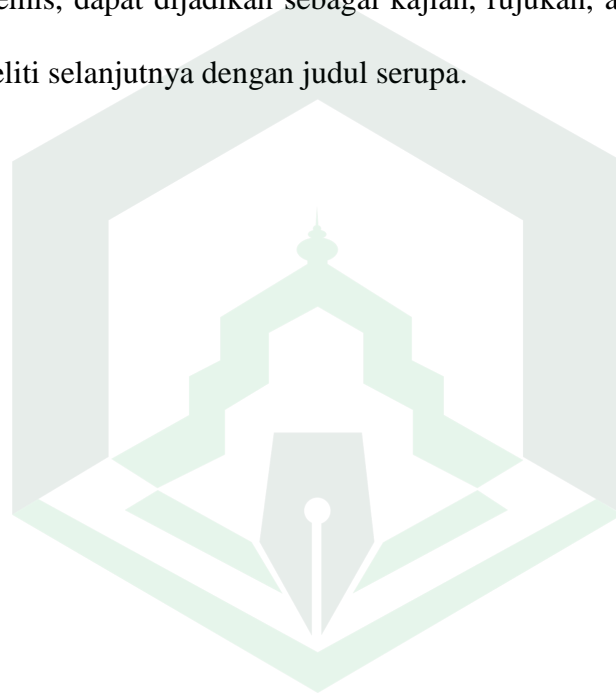 dapat dijadikan sebagai kajian, rujukan,
selanjutnya dengan judul serupa.